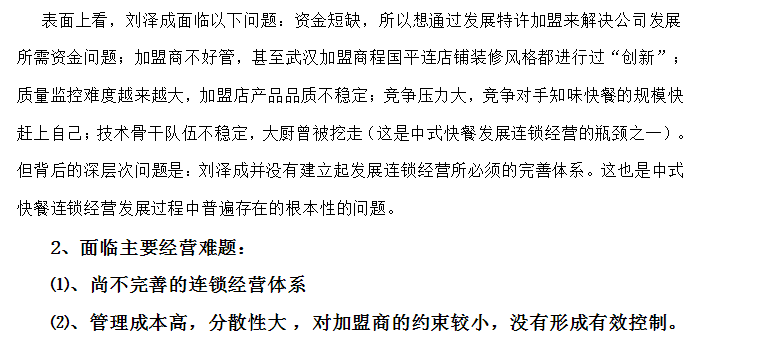 表面上看，刘泽成面临以下问题：资金短缺，所以想通过发展特许加盟来解决公司发展
所需资金问题；加盟商不好管，甚至武汉加盟商程国平连店铺装修风格都进行过“创新”；
质量监控难度越来越大，加盟店产品品质不稳定；竞争压力大，竞争对手知味快餐的规模快
赶上自己；技术骨干队伍不稳定，大厨曾被挖走（这是中式快餐发展连锁经营的瓶颈之一）。
但背后的深层次问题是：刘泽成并没有建立起发展连锁经营所必须的完善体系。这也是中式
快餐连锁经营发展过程中普遍存在的根本性的问题。
2、面临主要经营难题：
⑴、尚不完善的连锁经营体系
⑵、管理成本高，分散性大 ，对加盟商的约束较小，没有形成有效控制。